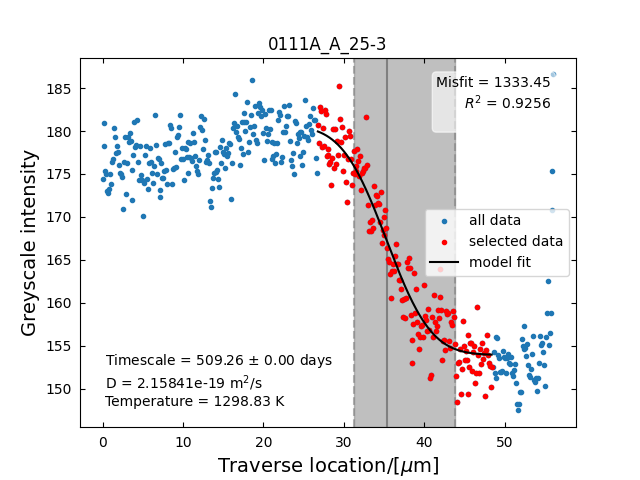 0111A_A_25-3
Misfit = 1333.45
R² = 0.9256
185
180
175
170
165
160
155
150
Greyscale intensity
all data
selected data
model fit
Timescale = 509.26 ± 0.00 days
D = 2.15841e-19 m²/s
Temperature = 1298.83 K
0 10 20 30 40 50
Traverse location/[μm]